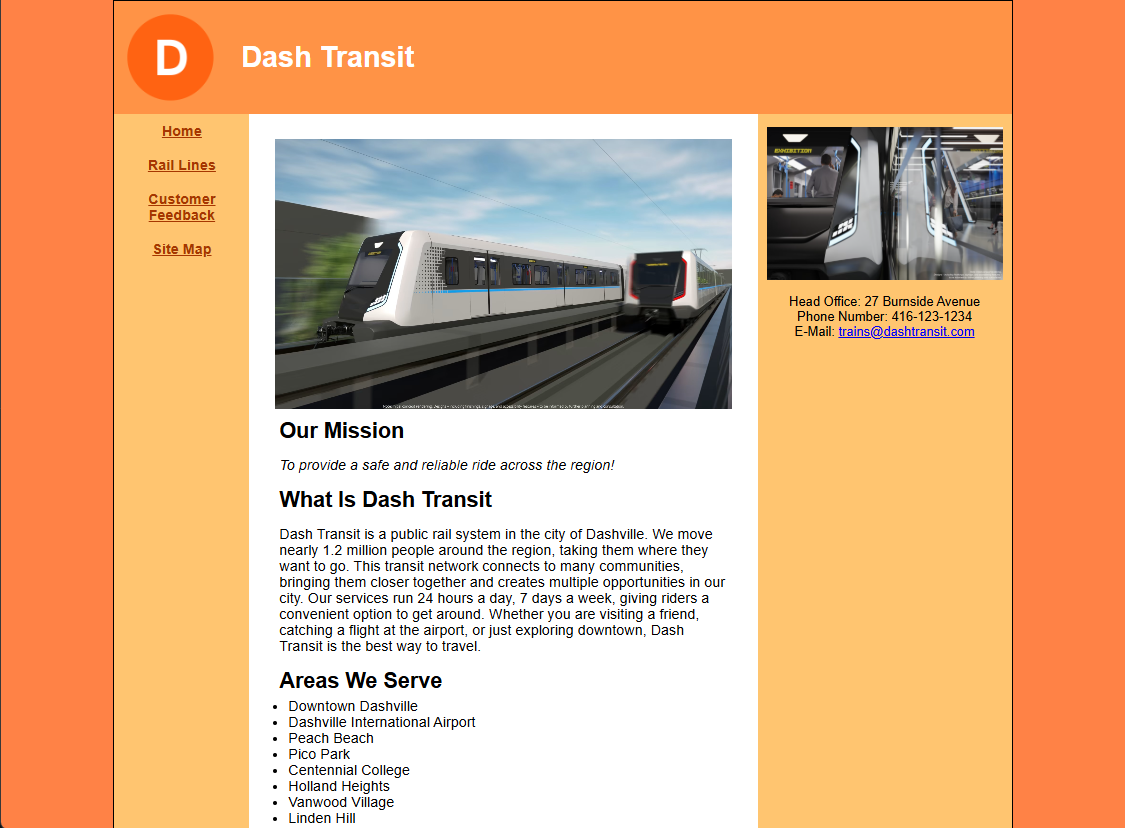 D
Dash Transit
Home
Rail Lines
Customer
Feedback
Site Map
EXHIBITION
Our Mission
To provide a safe and reliable ride across the region!
What Is Dash Transit
Dash Transit is a public rail system in the city of Dashville. We move
nearly 1.2 million people around the region, taking them where they
want to go. This transit network connects to many communities,
bringing them closer together and creates multiple opportunities in our
city. Our services run 24 hours a day, 7 days a week, giving riders a
convenient option to get around. Whether you are visiting a friend,
catching a flight at the airport, or just exploring downtown, Dash
Transit is the best way to travel.
Areas We Serve
Downtown Dashville
Dashville International Airport
Peach Beach
Pico Park
Centennial College
Holland Heights
Vanwood Village
Linden Hill
Head Office: 27 Burnside Avenue
Phone Number: 416-123-1234
E-Mail: trains@dashtransit.com